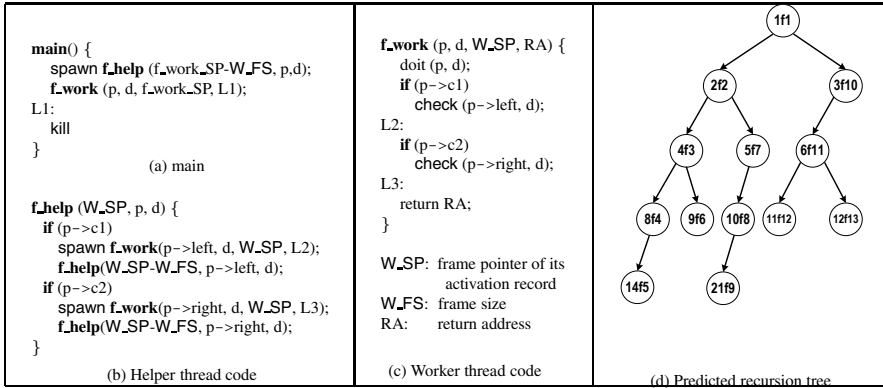 main() {
spawn f_help (f_work_SP-W_FS, p,d);
f_work (p, d, f_work_SP, L1);
L1:
kill
}
(a) main
f_help (W_SP, p, d) {
if (p->c1)
spawn f_work(p->left, d, W_SP, L2);
f_help(W_SP-W_FS, p->left, d);
if (p->c2)
spawn f_work(p->right, d, W_SP, L3);
f_help(W_SP-W_FS, p->right, d);
}
(b) Helper thread code
f_work (p, d, W_SP, RA) {
doit (p, d);
if (p->c1)
check (p->left, d);
L2:
if (p->c2)
check (p->right, d);
L3:
return RA;
}
W_SP: frame pointer of its
activation record
W_FS: frame size
RA: return address
(c) Worker thread code
1f1
2f2 3f10
4f3 5f7 6f11
8f4 9f6 10f8 11f12 12f13
14f5 21f9
(d) Predicted recursion tree